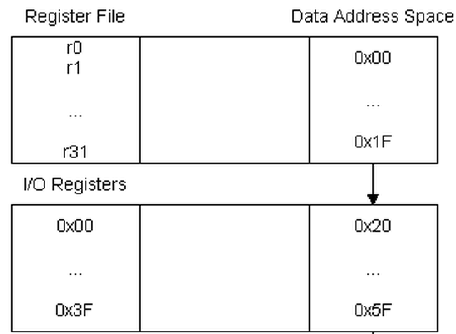 Register File Data Address Space
r0
r1 0x00
... ...
r31 0x1F
I/O Registers
0x00 0x20
... ...
0x3F 0x5F